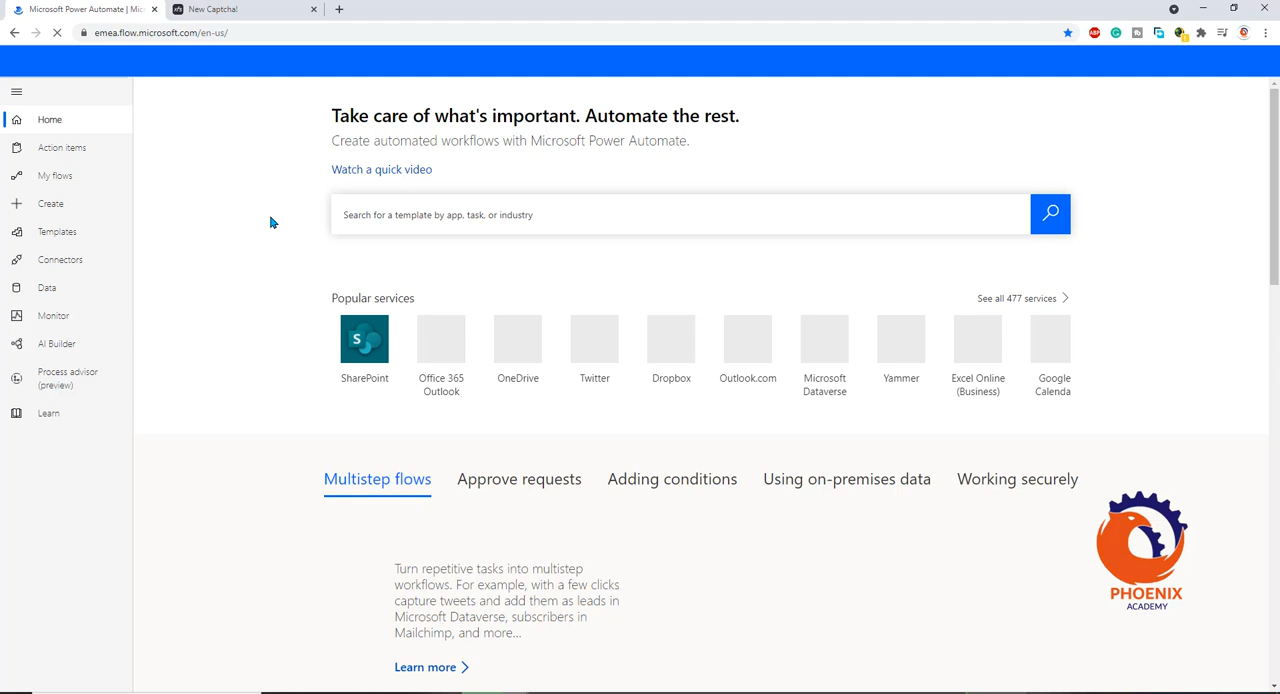 Microsoft Power Automate | Mic
New Captcha!
emea.flow.microsoft.com/en-us/
ABP
Home
Action items
My flows
Create
Templates
Connectors
Data
Monitor
AI Builder
Process advisor
(preview)
Learn
Take care of what's important. Automate the rest.
Create automated workflows with Microsoft Power Automate.
Watch a quick video
Search for a template by app, task, or industry
Popular services
See all 477 services
S
SharePoint
Office 365
Outlook
OneDrive
Twitter
Dropbox
Outlook.com
Microsoft
Dataverse
Yammer
Excel Online
(Business)
Google
Calenda
Multistep flows
Approve requests
Adding conditions
Using on-premises data
Working securely
Turn repetitive tasks into multistep
workflows. For example, with a few clicks
capture tweets and add them as leads in
Microsoft Dataverse, subscribers in
Mailchimp, and more...
Learn more
PHOENIX
ACADEMY